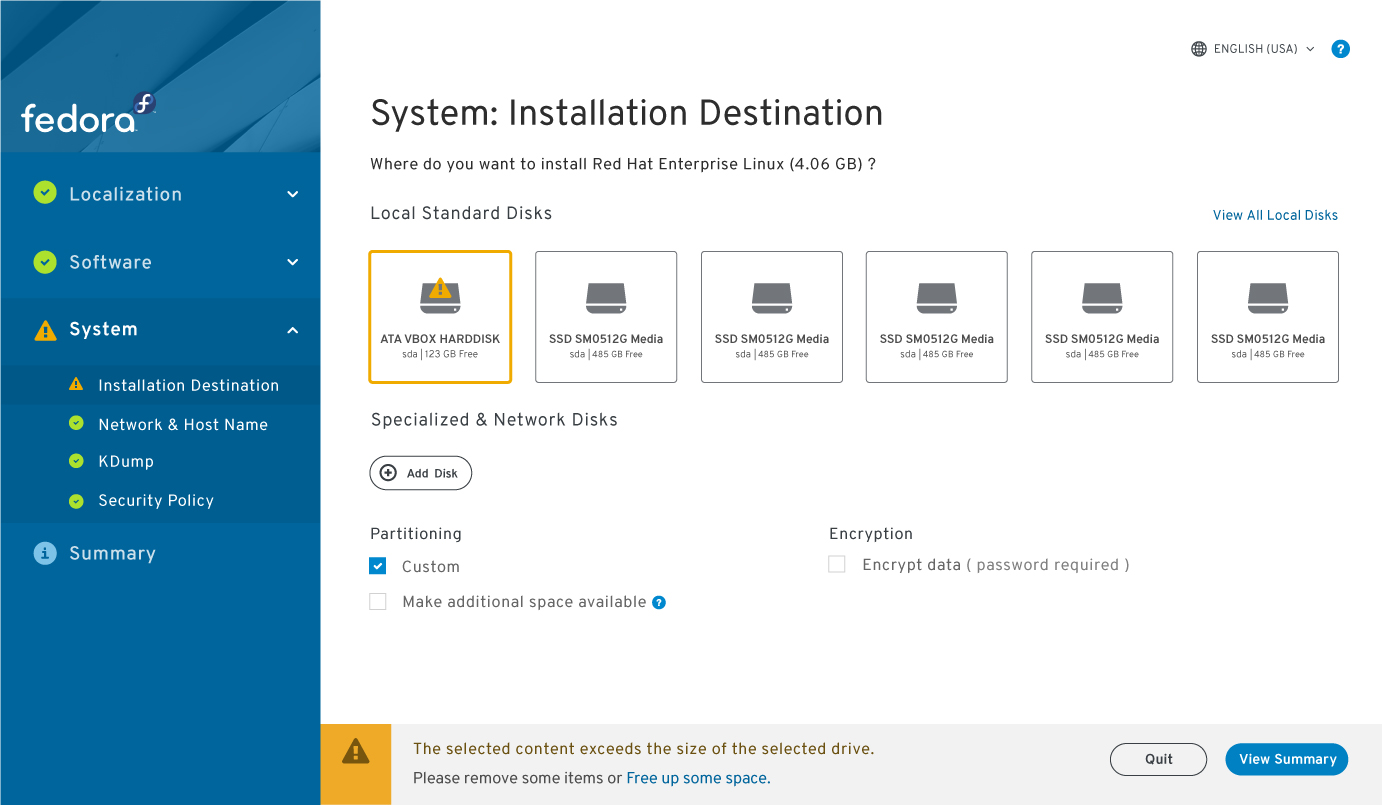 fedora
Localization
Software
System
Installation Destination
Network & Host Name
KDump
Security Policy
Summary
ENGLISH (USA)
?
System: Installation Destination
Where do you want to install Red Hat Enterprise Linux (4.06 GB) ?
Local Standard Disks
View All Local Disks
ATA VBOX HARDDISK
sda | 123 GB Free
SSD SM0512G Media
sda | 485 GB Free
SSD SM0512G Media
sda | 485 GB Free
SSD SM0512G Media
sda | 485 GB Free
SSD SM0512G Media
sda | 485 GB Free
SSD SM0512G Media
sda | 485 GB Free
Specialized & Network Disks
Add Disk
Partitioning
Custom
Make additional space available ?
Encryption
Encrypt data ( password required )
The selected content exceeds the size of the selected drive.
Please remove some items or Free up some space.
Quit
View Summary